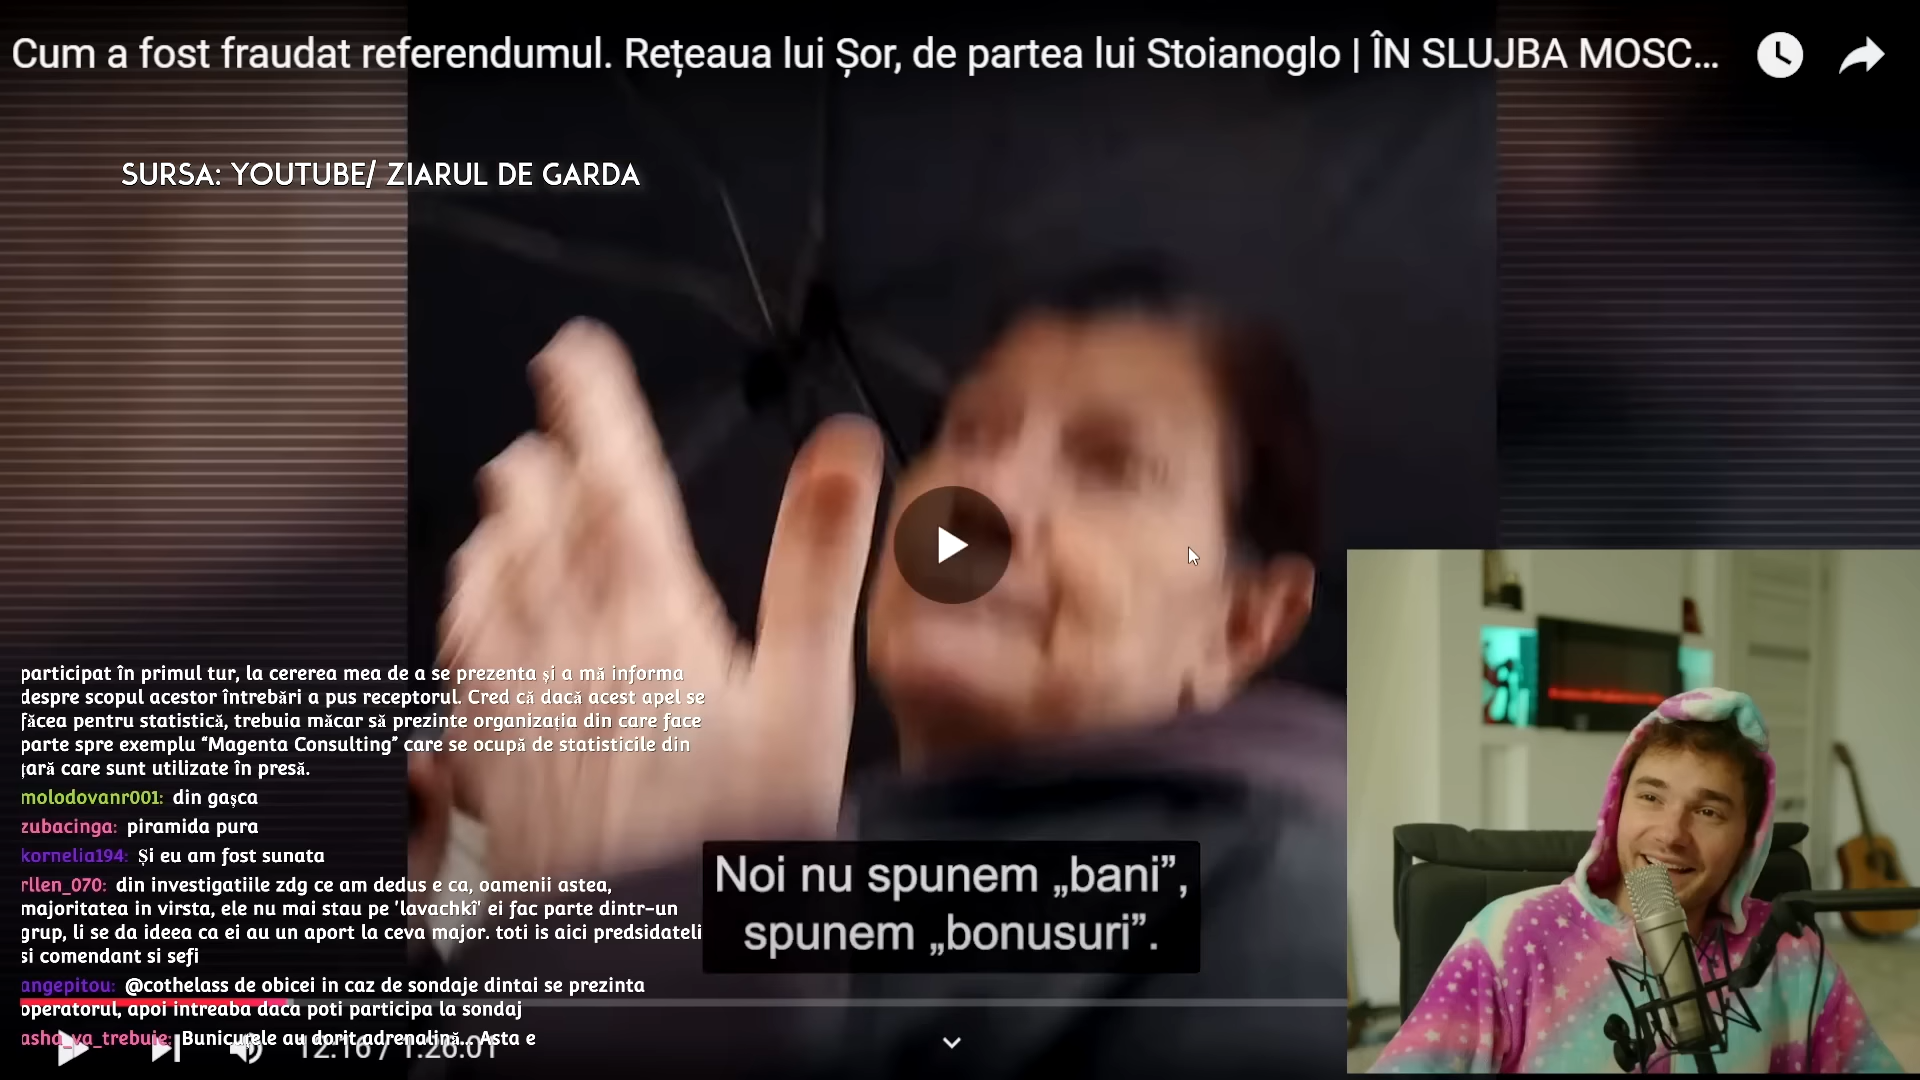 Cum a fost fraudat referendumul. Rețeaua lui Șor, de partea lui Stoianoglo | ÎN SLUJBA MOSC...
SURSA: YOUTUBE/ ZIARUL DE GARDA
participat în primul tur, la cererea mea de a se prezenta și a mă informa
despre scopul acestor întrebări a pus receptorul. Cred că dacă acest apel se
făcea pentru statistică, trebuia măcar să prezinte organizația din care face
parte spre exemplu “Magenta Consulting” care se ocupă de statisticile din
țară care sunt utilizate în presă.
molodovanr001: din gașca
zubacinga: piramida pura
kornelia194: Și eu am fost sunata
rllen_070: din investigatiile zdg ce am dedus e ca, oamenii astea,
majoritatea in virsta, ele nu mai stau pe 'lavachkî' ei fac parte dintr-un
grup, li se da ideea ca ei au un aport la ceva major. toti is aici predsidateli
si comendant si sefi
angepitou: @cothelass de obicei in caz de sondaje dintai se prezinta
operatorul, apoi intreaba daca poti participa la sondaj
asha_va_trebuie: Bunicuțele au dorit adrenalină... Asta e
12:16 / 1:26:01
Noi nu spunem „bani”,
spunem „bonusuri”.